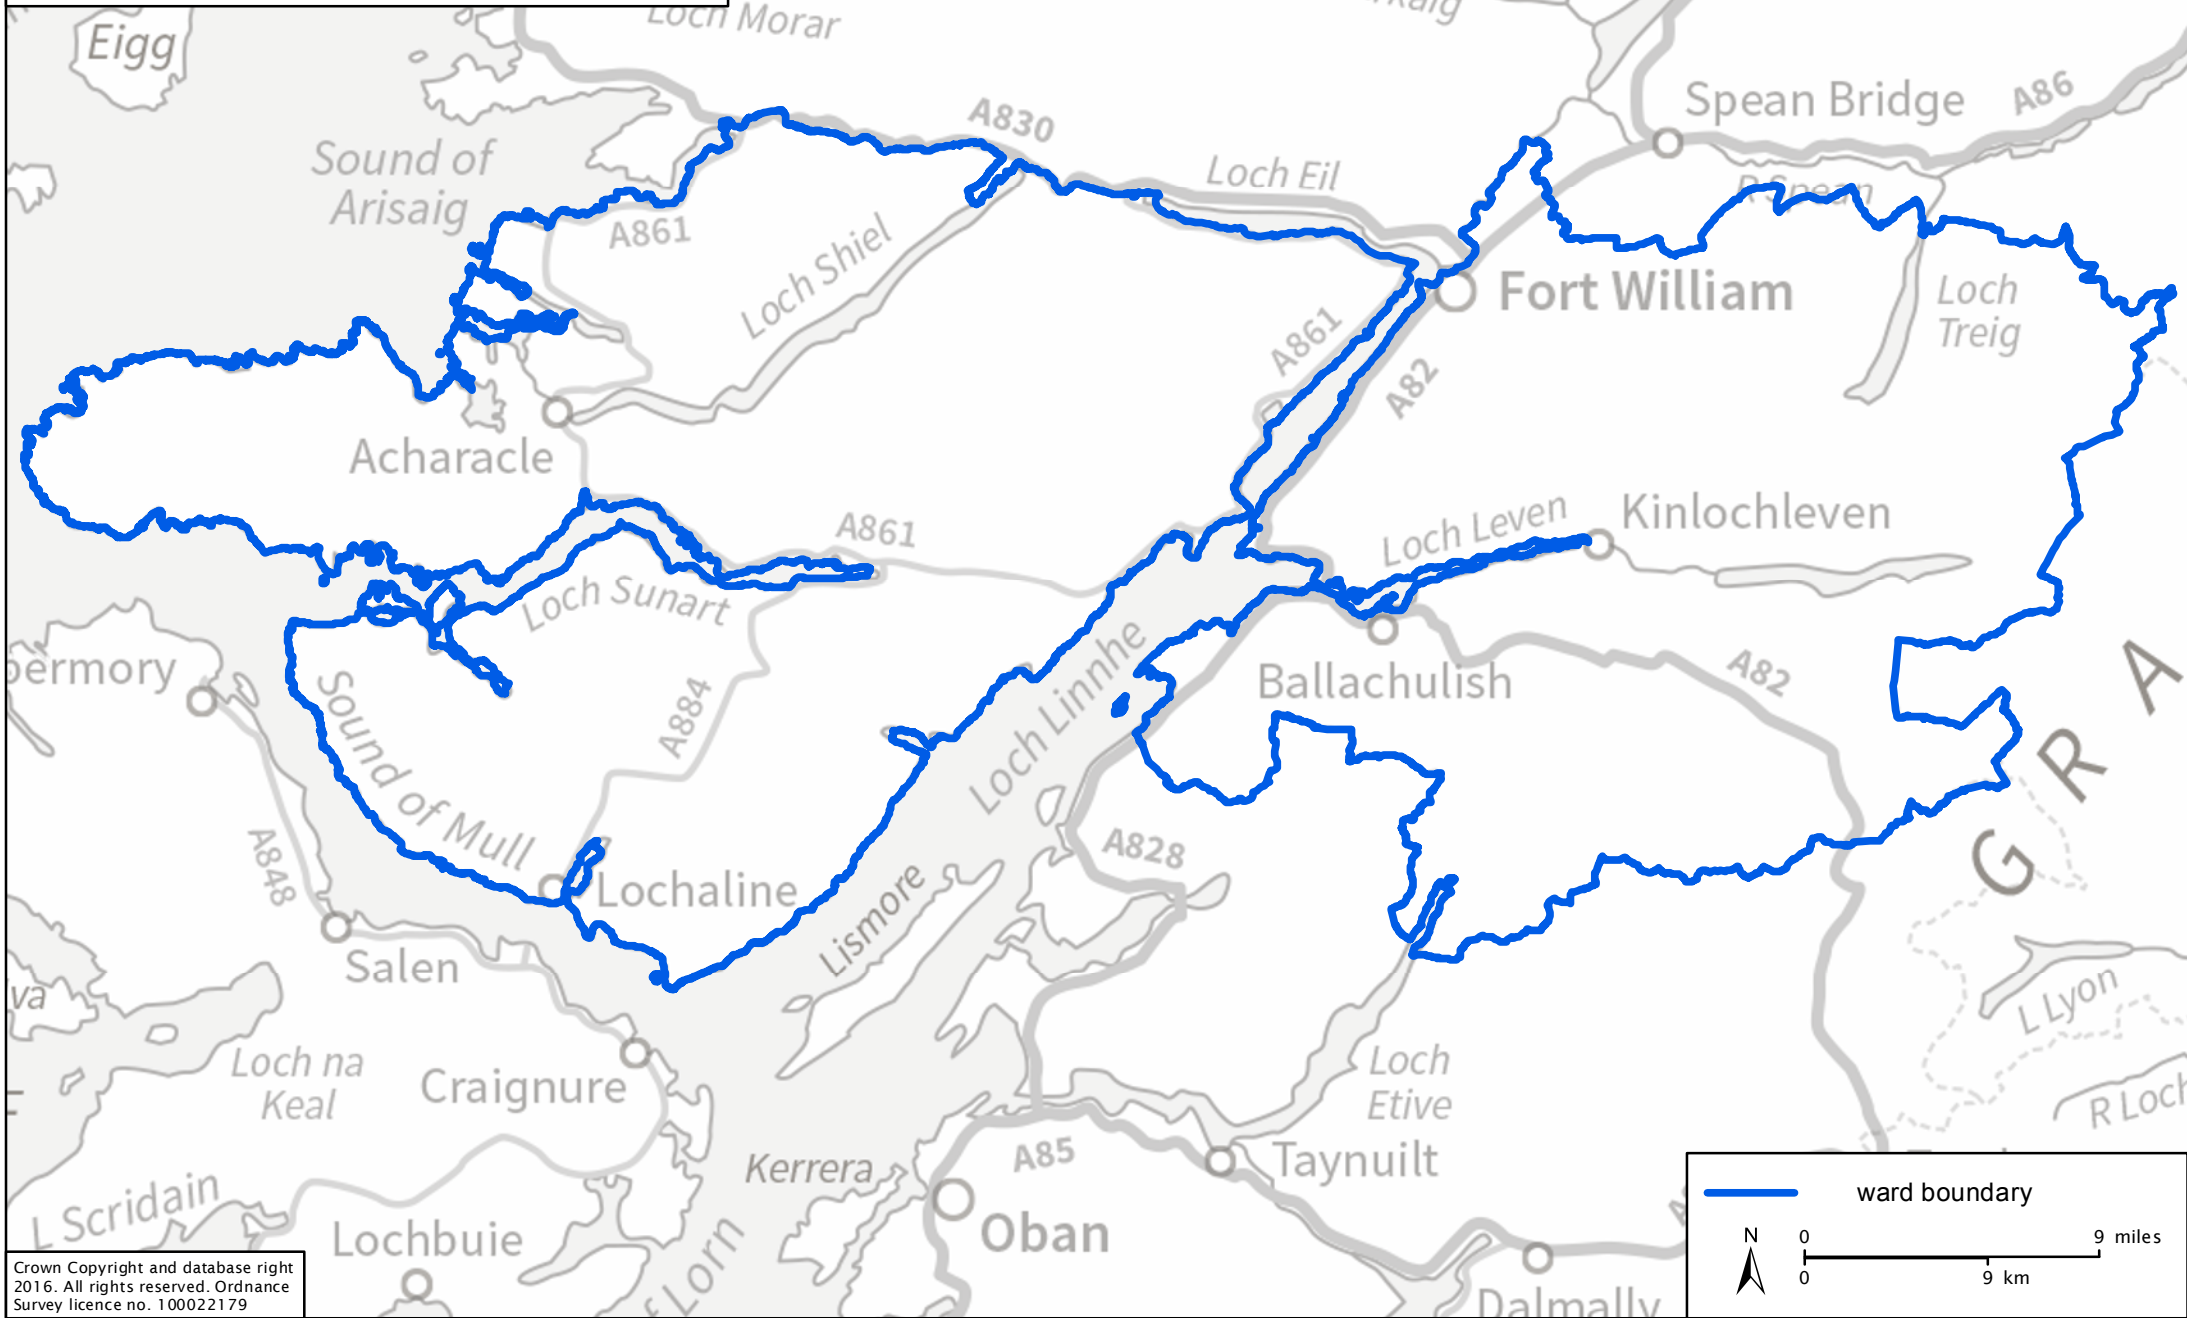 Loch Morar
Eigg
A830
Spean Bridge
A86
Sound of
Arisaig
Loch Eil
R Spean
A861
Loch Shiel
Fort William
Loch
Treig
A861
A82
Acharacle
A861
Loch Leven
Kinlochleven
Loch Sunart
Sound of Mull
A884
Loch Linnhe
Ballachulish
A82
G R A
A848
Lochaline
A828
Lismore
Salen
L Lyon
Loch na
Keal
Craignure
Loch
Etive
R Loch
Kerrera
A85
Taynuilt
L Scridain
Lochbuie
Oban
Lorn
Dalmally
ward boundary
N
0 9 miles
0 9 km
Crown Copyright and database right
2016. All rights reserved. Ordnance
Survey licence no. 100022179